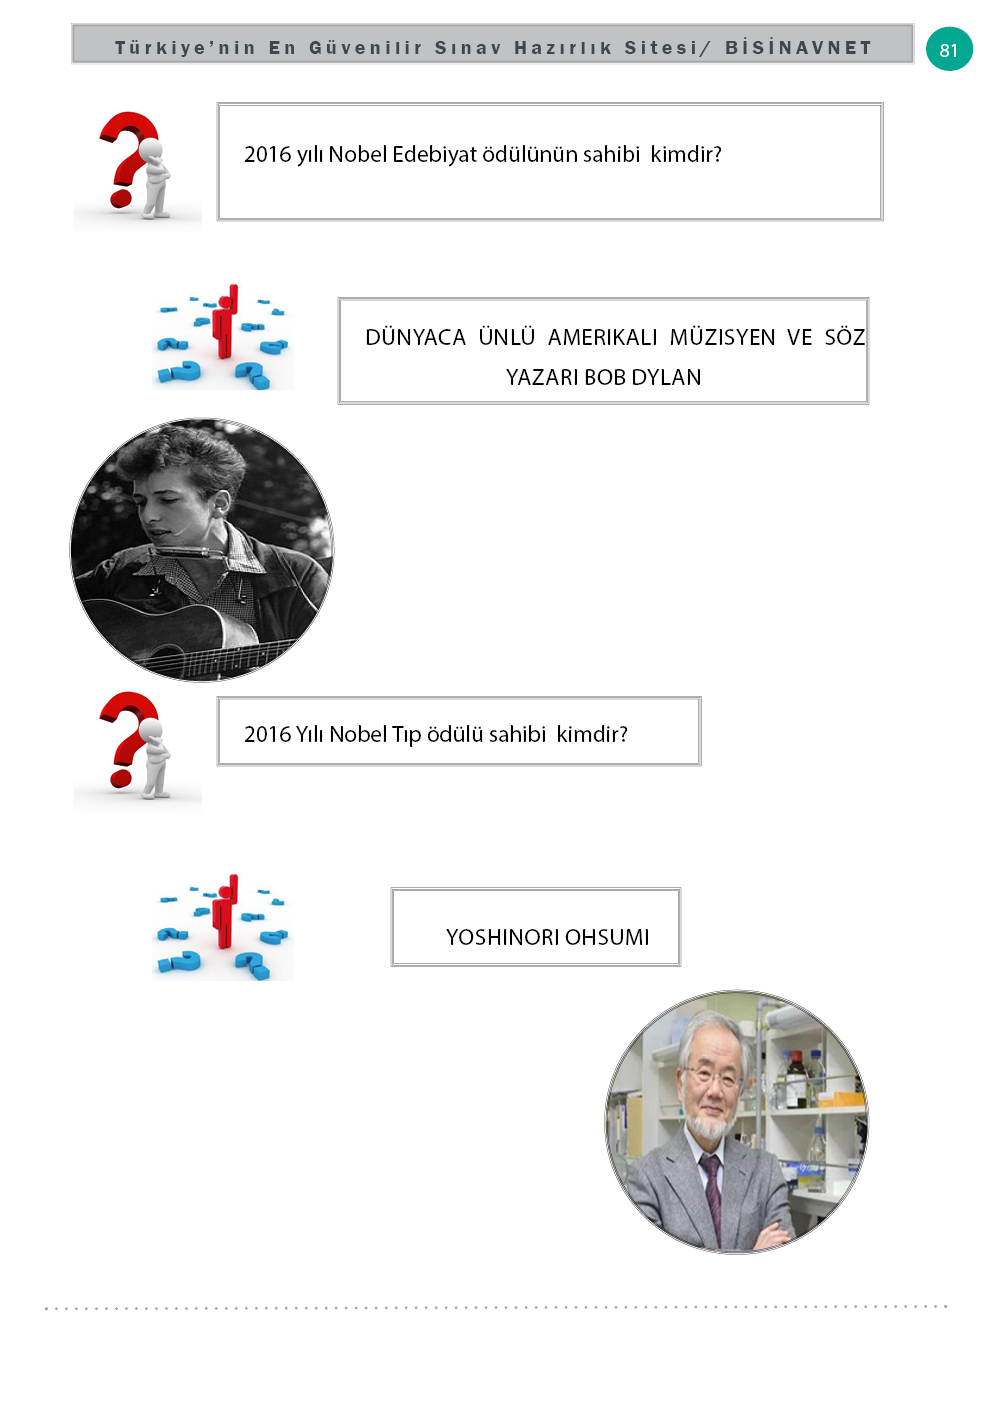 Türkiye’nin En Güvenilir Sınav Hazırlık Sitesi/ BİSİNAVNET
81
2016 yılı Nobel Edebiyat ödülünün sahibi kimdir?
DÜNYACA ÜNLÜ AMERIKALI MÜZISYEN VE SÖZ
YAZARI BOB DYLAN
2016 Yılı Nobel Tıp ödülü sahibi kimdir?
YOSHINORI OHSUMI